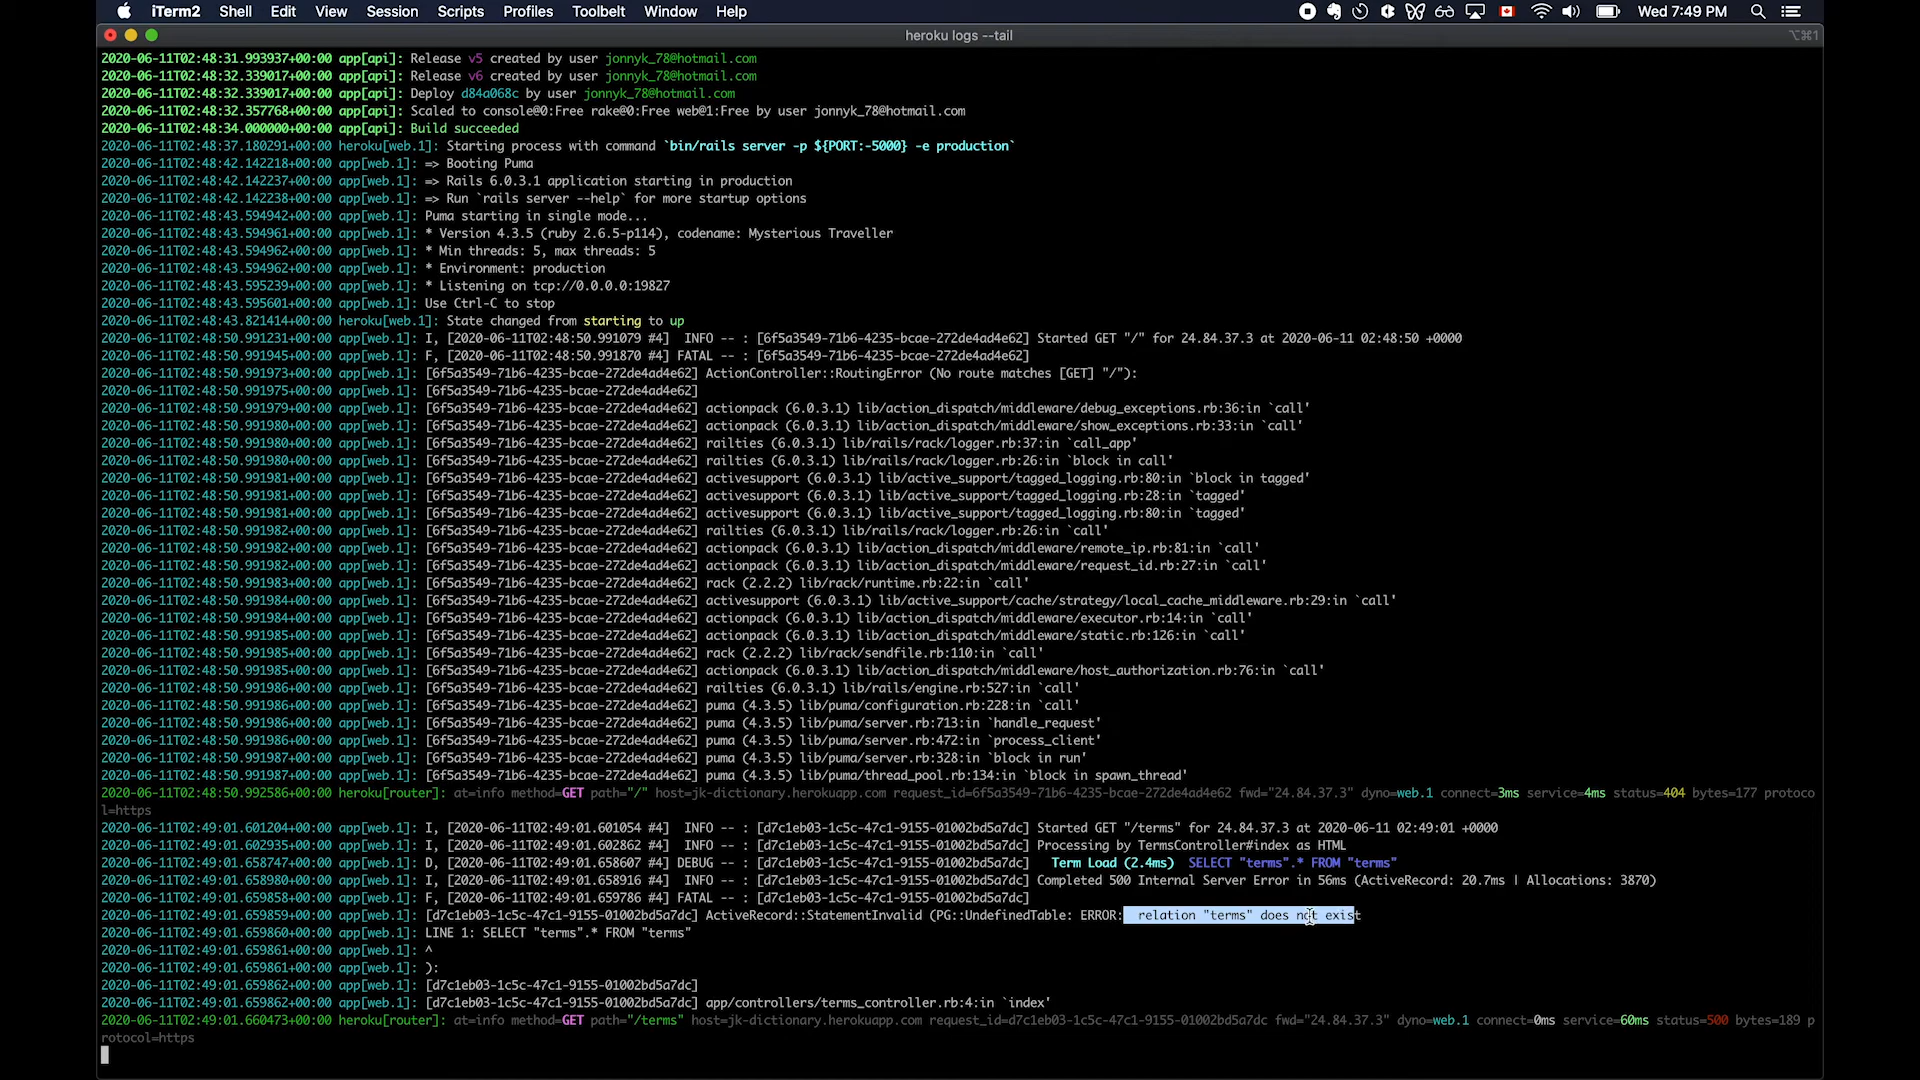 iTerm2 Shell Edit View Session Scripts Profiles Toolbelt Window Help Wed 7:49 PM
heroku logs --tail ⌥⌘1
2020-06-11T02:48:31.993937+00:00 app[api]: Release v5 created by user jonnyk_78@hotmail.com
2020-06-11T02:48:32.339017+00:00 app[api]: Release v6 created by user jonnyk_78@hotmail.com
2020-06-11T02:48:32.339017+00:00 app[api]: Deploy d84a068c by user jonnyk_78@hotmail.com
2020-06-11T02:48:32.357768+00:00 app[api]: Scaled to console@0:Free rake@0:Free web@1:Free by user jonnyk_78@hotmail.com
2020-06-11T02:48:34.000000+00:00 app[api]: Build succeeded
2020-06-11T02:48:37.180291+00:00 heroku[web.1]: Starting process with command `bin/rails server -p ${PORT:-5000} -e production`
2020-06-11T02:48:42.142218+00:00 app[web.1]: => Booting Puma
2020-06-11T02:48:42.142237+00:00 app[web.1]: => Rails 6.0.3.1 application starting in production
2020-06-11T02:48:42.142238+00:00 app[web.1]: => Run `rails server --help` for more startup options
2020-06-11T02:48:43.594942+00:00 app[web.1]: Puma starting in single mode...
2020-06-11T02:48:43.594961+00:00 app[web.1]: * Version 4.3.5 (ruby 2.6.5-p114), codename: Mysterious Traveller
2020-06-11T02:48:43.594962+00:00 app[web.1]: * Min threads: 5, max threads: 5
2020-06-11T02:48:43.594962+00:00 app[web.1]: * Environment: production
2020-06-11T02:48:43.595239+00:00 app[web.1]: * Listening on tcp://0.0.0.0:19827
2020-06-11T02:48:43.595601+00:00 app[web.1]: Use Ctrl-C to stop
2020-06-11T02:48:43.821414+00:00 heroku[web.1]: State changed from starting to up
2020-06-11T02:48:50.991231+00:00 app[web.1]: I, [2020-06-11T02:48:50.991079 #4]  INFO -- : [6f5a3549-71b6-4235-bcae-272de4ad4e62] Started GET "/" for 24.84.37.3 at 2020-06-11 02:48:50 +0000
2020-06-11T02:48:50.991945+00:00 app[web.1]: F, [2020-06-11T02:48:50.991870 #4] FATAL -- : [6f5a3549-71b6-4235-bcae-272de4ad4e62]
2020-06-11T02:48:50.991973+00:00 app[web.1]: [6f5a3549-71b6-4235-bcae-272de4ad4e62] ActionController::RoutingError (No route matches [GET] "/"):
2020-06-11T02:48:50.991975+00:00 app[web.1]: [6f5a3549-71b6-4235-bcae-272de4ad4e62]
2020-06-11T02:48:50.991979+00:00 app[web.1]: [6f5a3549-71b6-4235-bcae-272de4ad4e62] actionpack (6.0.3.1) lib/action_dispatch/middleware/debug_exceptions.rb:36:in `call'
2020-06-11T02:48:50.991980+00:00 app[web.1]: [6f5a3549-71b6-4235-bcae-272de4ad4e62] actionpack (6.0.3.1) lib/action_dispatch/middleware/show_exceptions.rb:33:in `call'
2020-06-11T02:48:50.991980+00:00 app[web.1]: [6f5a3549-71b6-4235-bcae-272de4ad4e62] railties (6.0.3.1) lib/rails/rack/logger.rb:37:in `call_app'
2020-06-11T02:48:50.991980+00:00 app[web.1]: [6f5a3549-71b6-4235-bcae-272de4ad4e62] railties (6.0.3.1) lib/rails/rack/logger.rb:26:in `block in call'
2020-06-11T02:48:50.991981+00:00 app[web.1]: [6f5a3549-71b6-4235-bcae-272de4ad4e62] activesupport (6.0.3.1) lib/active_support/tagged_logging.rb:80:in `block in tagged'
2020-06-11T02:48:50.991981+00:00 app[web.1]: [6f5a3549-71b6-4235-bcae-272de4ad4e62] activesupport (6.0.3.1) lib/active_support/tagged_logging.rb:28:in `tagged'
2020-06-11T02:48:50.991981+00:00 app[web.1]: [6f5a3549-71b6-4235-bcae-272de4ad4e62] activesupport (6.0.3.1) lib/active_support/tagged_logging.rb:80:in `tagged'
2020-06-11T02:48:50.991982+00:00 app[web.1]: [6f5a3549-71b6-4235-bcae-272de4ad4e62] railties (6.0.3.1) lib/rails/rack/logger.rb:26:in `call'
2020-06-11T02:48:50.991982+00:00 app[web.1]: [6f5a3549-71b6-4235-bcae-272de4ad4e62] actionpack (6.0.3.1) lib/action_dispatch/middleware/remote_ip.rb:81:in `call'
2020-06-11T02:48:50.991982+00:00 app[web.1]: [6f5a3549-71b6-4235-bcae-272de4ad4e62] actionpack (6.0.3.1) lib/action_dispatch/middleware/request_id.rb:27:in `call'
2020-06-11T02:48:50.991983+00:00 app[web.1]: [6f5a3549-71b6-4235-bcae-272de4ad4e62] rack (2.2.2) lib/rack/runtime.rb:22:in `call'
2020-06-11T02:48:50.991984+00:00 app[web.1]: [6f5a3549-71b6-4235-bcae-272de4ad4e62] activesupport (6.0.3.1) lib/active_support/cache/strategy/local_cache_middleware.rb:29:in `call'
2020-06-11T02:48:50.991984+00:00 app[web.1]: [6f5a3549-71b6-4235-bcae-272de4ad4e62] actionpack (6.0.3.1) lib/action_dispatch/middleware/executor.rb:14:in `call'
2020-06-11T02:48:50.991985+00:00 app[web.1]: [6f5a3549-71b6-4235-bcae-272de4ad4e62] actionpack (6.0.3.1) lib/action_dispatch/middleware/static.rb:126:in `call'
2020-06-11T02:48:50.991985+00:00 app[web.1]: [6f5a3549-71b6-4235-bcae-272de4ad4e62] rack (2.2.2) lib/rack/sendfile.rb:110:in `call'
2020-06-11T02:48:50.991985+00:00 app[web.1]: [6f5a3549-71b6-4235-bcae-272de4ad4e62] actionpack (6.0.3.1) lib/action_dispatch/middleware/host_authorization.rb:76:in `call'
2020-06-11T02:48:50.991986+00:00 app[web.1]: [6f5a3549-71b6-4235-bcae-272de4ad4e62] railties (6.0.3.1) lib/rails/engine.rb:527:in `call'
2020-06-11T02:48:50.991986+00:00 app[web.1]: [6f5a3549-71b6-4235-bcae-272de4ad4e62] puma (4.3.5) lib/puma/configuration.rb:228:in `call'
2020-06-11T02:48:50.991986+00:00 app[web.1]: [6f5a3549-71b6-4235-bcae-272de4ad4e62] puma (4.3.5) lib/puma/server.rb:713:in `handle_request'
2020-06-11T02:48:50.991986+00:00 app[web.1]: [6f5a3549-71b6-4235-bcae-272de4ad4e62] puma (4.3.5) lib/puma/server.rb:472:in `process_client'
2020-06-11T02:48:50.991987+00:00 app[web.1]: [6f5a3549-71b6-4235-bcae-272de4ad4e62] puma (4.3.5) lib/puma/server.rb:328:in `block in run'
2020-06-11T02:48:50.991987+00:00 app[web.1]: [6f5a3549-71b6-4235-bcae-272de4ad4e62] puma (4.3.5) lib/puma/thread_pool.rb:134:in `block in spawn_thread'
2020-06-11T02:48:50.992586+00:00 heroku[router]: at=info method=GET path="/" host=jk-dictionary.herokuapp.com request_id=6f5a3549-71b6-4235-bcae-272de4ad4e62 fwd="24.84.37.3" dyno=web.1 connect=3ms service=4ms status=404 bytes=177 protoco
l=https
2020-06-11T02:49:01.601204+00:00 app[web.1]: I, [2020-06-11T02:49:01.601054 #4]  INFO -- : [d7c1eb03-1c5c-47c1-9155-01002bd5a7dc] Started GET "/terms" for 24.84.37.3 at 2020-06-11 02:49:01 +0000
2020-06-11T02:49:01.602935+00:00 app[web.1]: I, [2020-06-11T02:49:01.602862 #4]  INFO -- : [d7c1eb03-1c5c-47c1-9155-01002bd5a7dc] Processing by TermsController#index as HTML
2020-06-11T02:49:01.658747+00:00 app[web.1]: D, [2020-06-11T02:49:01.658607 #4] DEBUG -- : [d7c1eb03-1c5c-47c1-9155-01002bd5a7dc]   Term Load (2.4ms)  SELECT "terms".* FROM "terms"
2020-06-11T02:49:01.658980+00:00 app[web.1]: I, [2020-06-11T02:49:01.658916 #4]  INFO -- : [d7c1eb03-1c5c-47c1-9155-01002bd5a7dc] Completed 500 Internal Server Error in 56ms (ActiveRecord: 20.7ms | Allocations: 3870)
2020-06-11T02:49:01.659858+00:00 app[web.1]: F, [2020-06-11T02:49:01.659786 #4] FATAL -- : [d7c1eb03-1c5c-47c1-9155-01002bd5a7dc]
2020-06-11T02:49:01.659859+00:00 app[web.1]: [d7c1eb03-1c5c-47c1-9155-01002bd5a7dc] ActiveRecord::StatementInvalid (PG::UndefinedTable: ERROR:  relation "terms" does not exist
2020-06-11T02:49:01.659860+00:00 app[web.1]: LINE 1: SELECT "terms".* FROM "terms"
2020-06-11T02:49:01.659861+00:00 app[web.1]: ^
2020-06-11T02:49:01.659861+00:00 app[web.1]: ):
2020-06-11T02:49:01.659862+00:00 app[web.1]: [d7c1eb03-1c5c-47c1-9155-01002bd5a7dc]
2020-06-11T02:49:01.659862+00:00 app[web.1]: [d7c1eb03-1c5c-47c1-9155-01002bd5a7dc] app/controllers/terms_controller.rb:4:in `index'
2020-06-11T02:49:01.660473+00:00 heroku[router]: at=info method=GET path="/terms" host=jk-dictionary.herokuapp.com request_id=d7c1eb03-1c5c-47c1-9155-01002bd5a7dc fwd="24.84.37.3" dyno=web.1 connect=0ms service=60ms status=500 bytes=189 p
rotocol=https